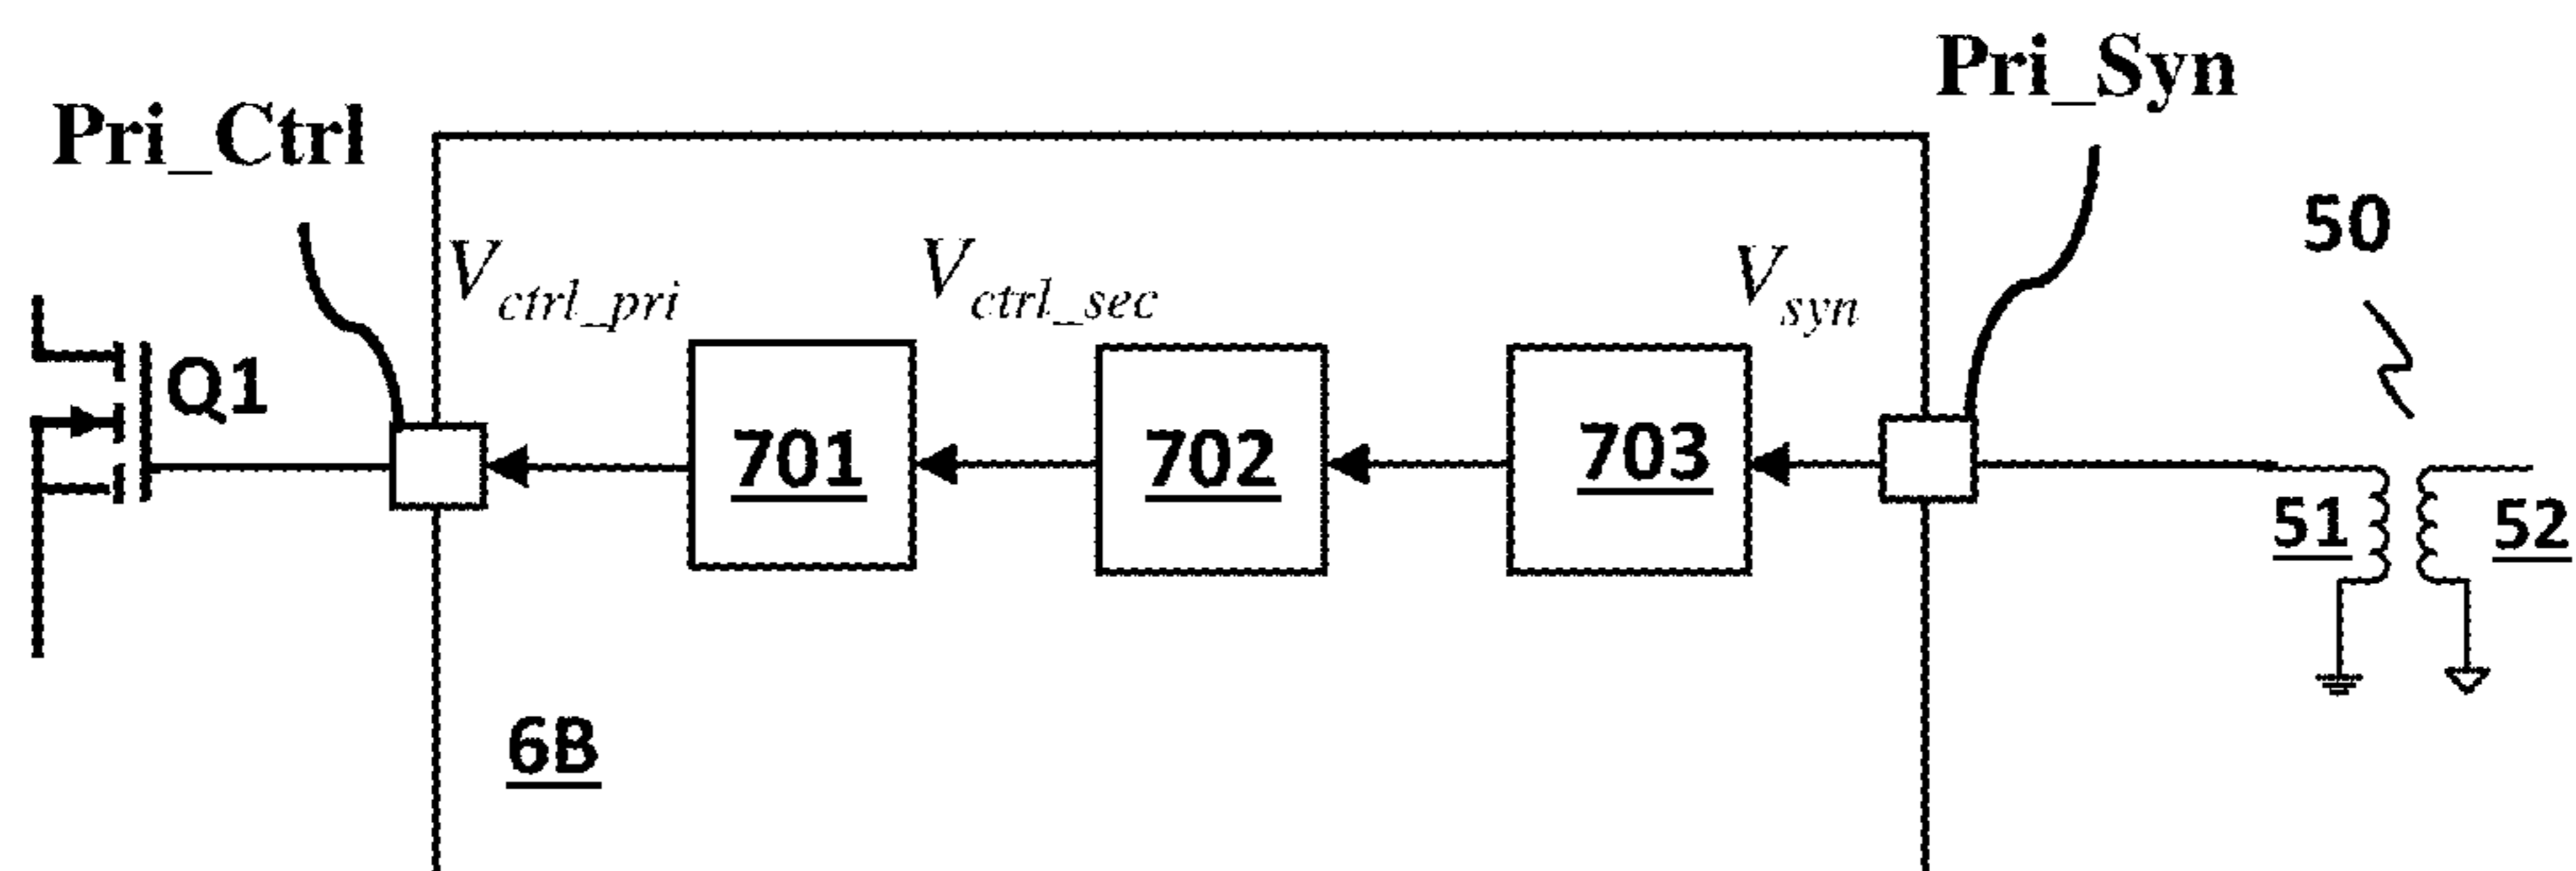 Pri_Syn
Pri_Ctrl
50
V_ctrl_pri
V_ctrl_sec
V_syn
Q1
701
702
703
51
52
6B